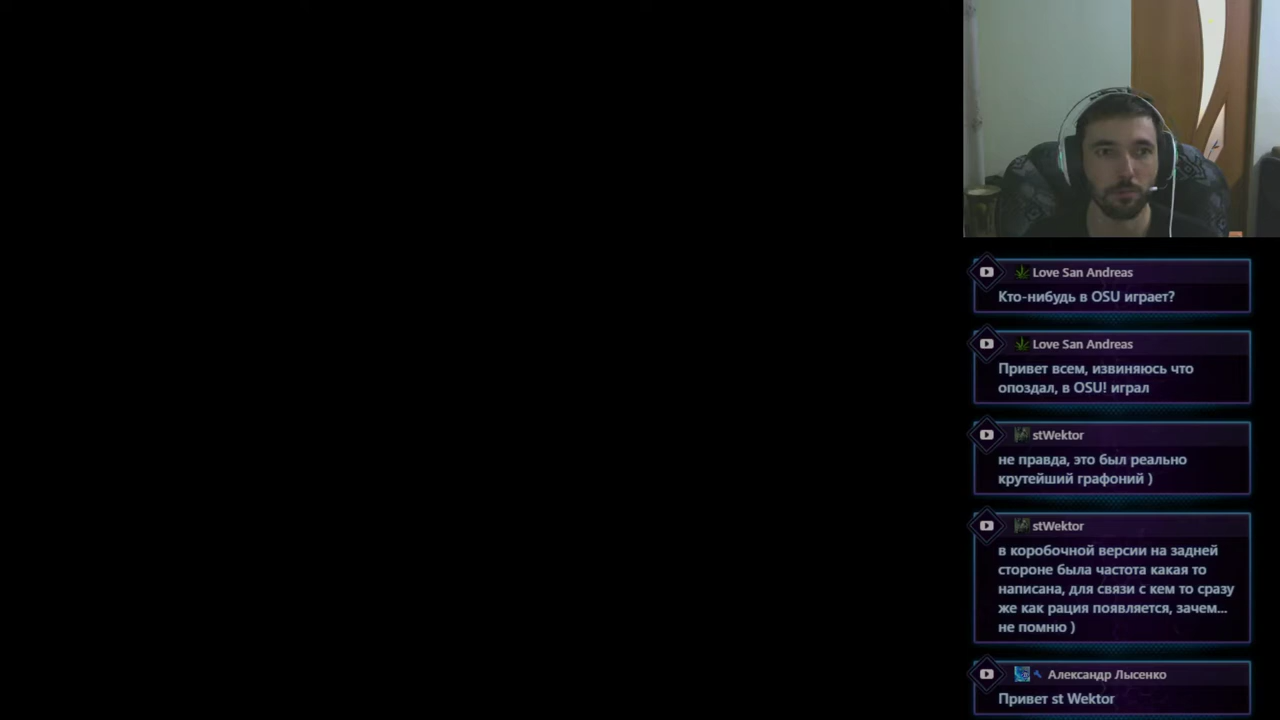 Love San Andreas
Кто-нибудь в OSU играет?
Love San Andreas
Привет всем, извиняюсь что
опоздал, в OSU! играл
stWektor
не правда, это был реально
крутейший графоний )
stWektor
в коробочной версии на задней
стороне была частота какая то
написана, для связи с кем то сразу
же как рация появляется, зачем...
не помню )
Александр Лысенко
Привет st Wektor